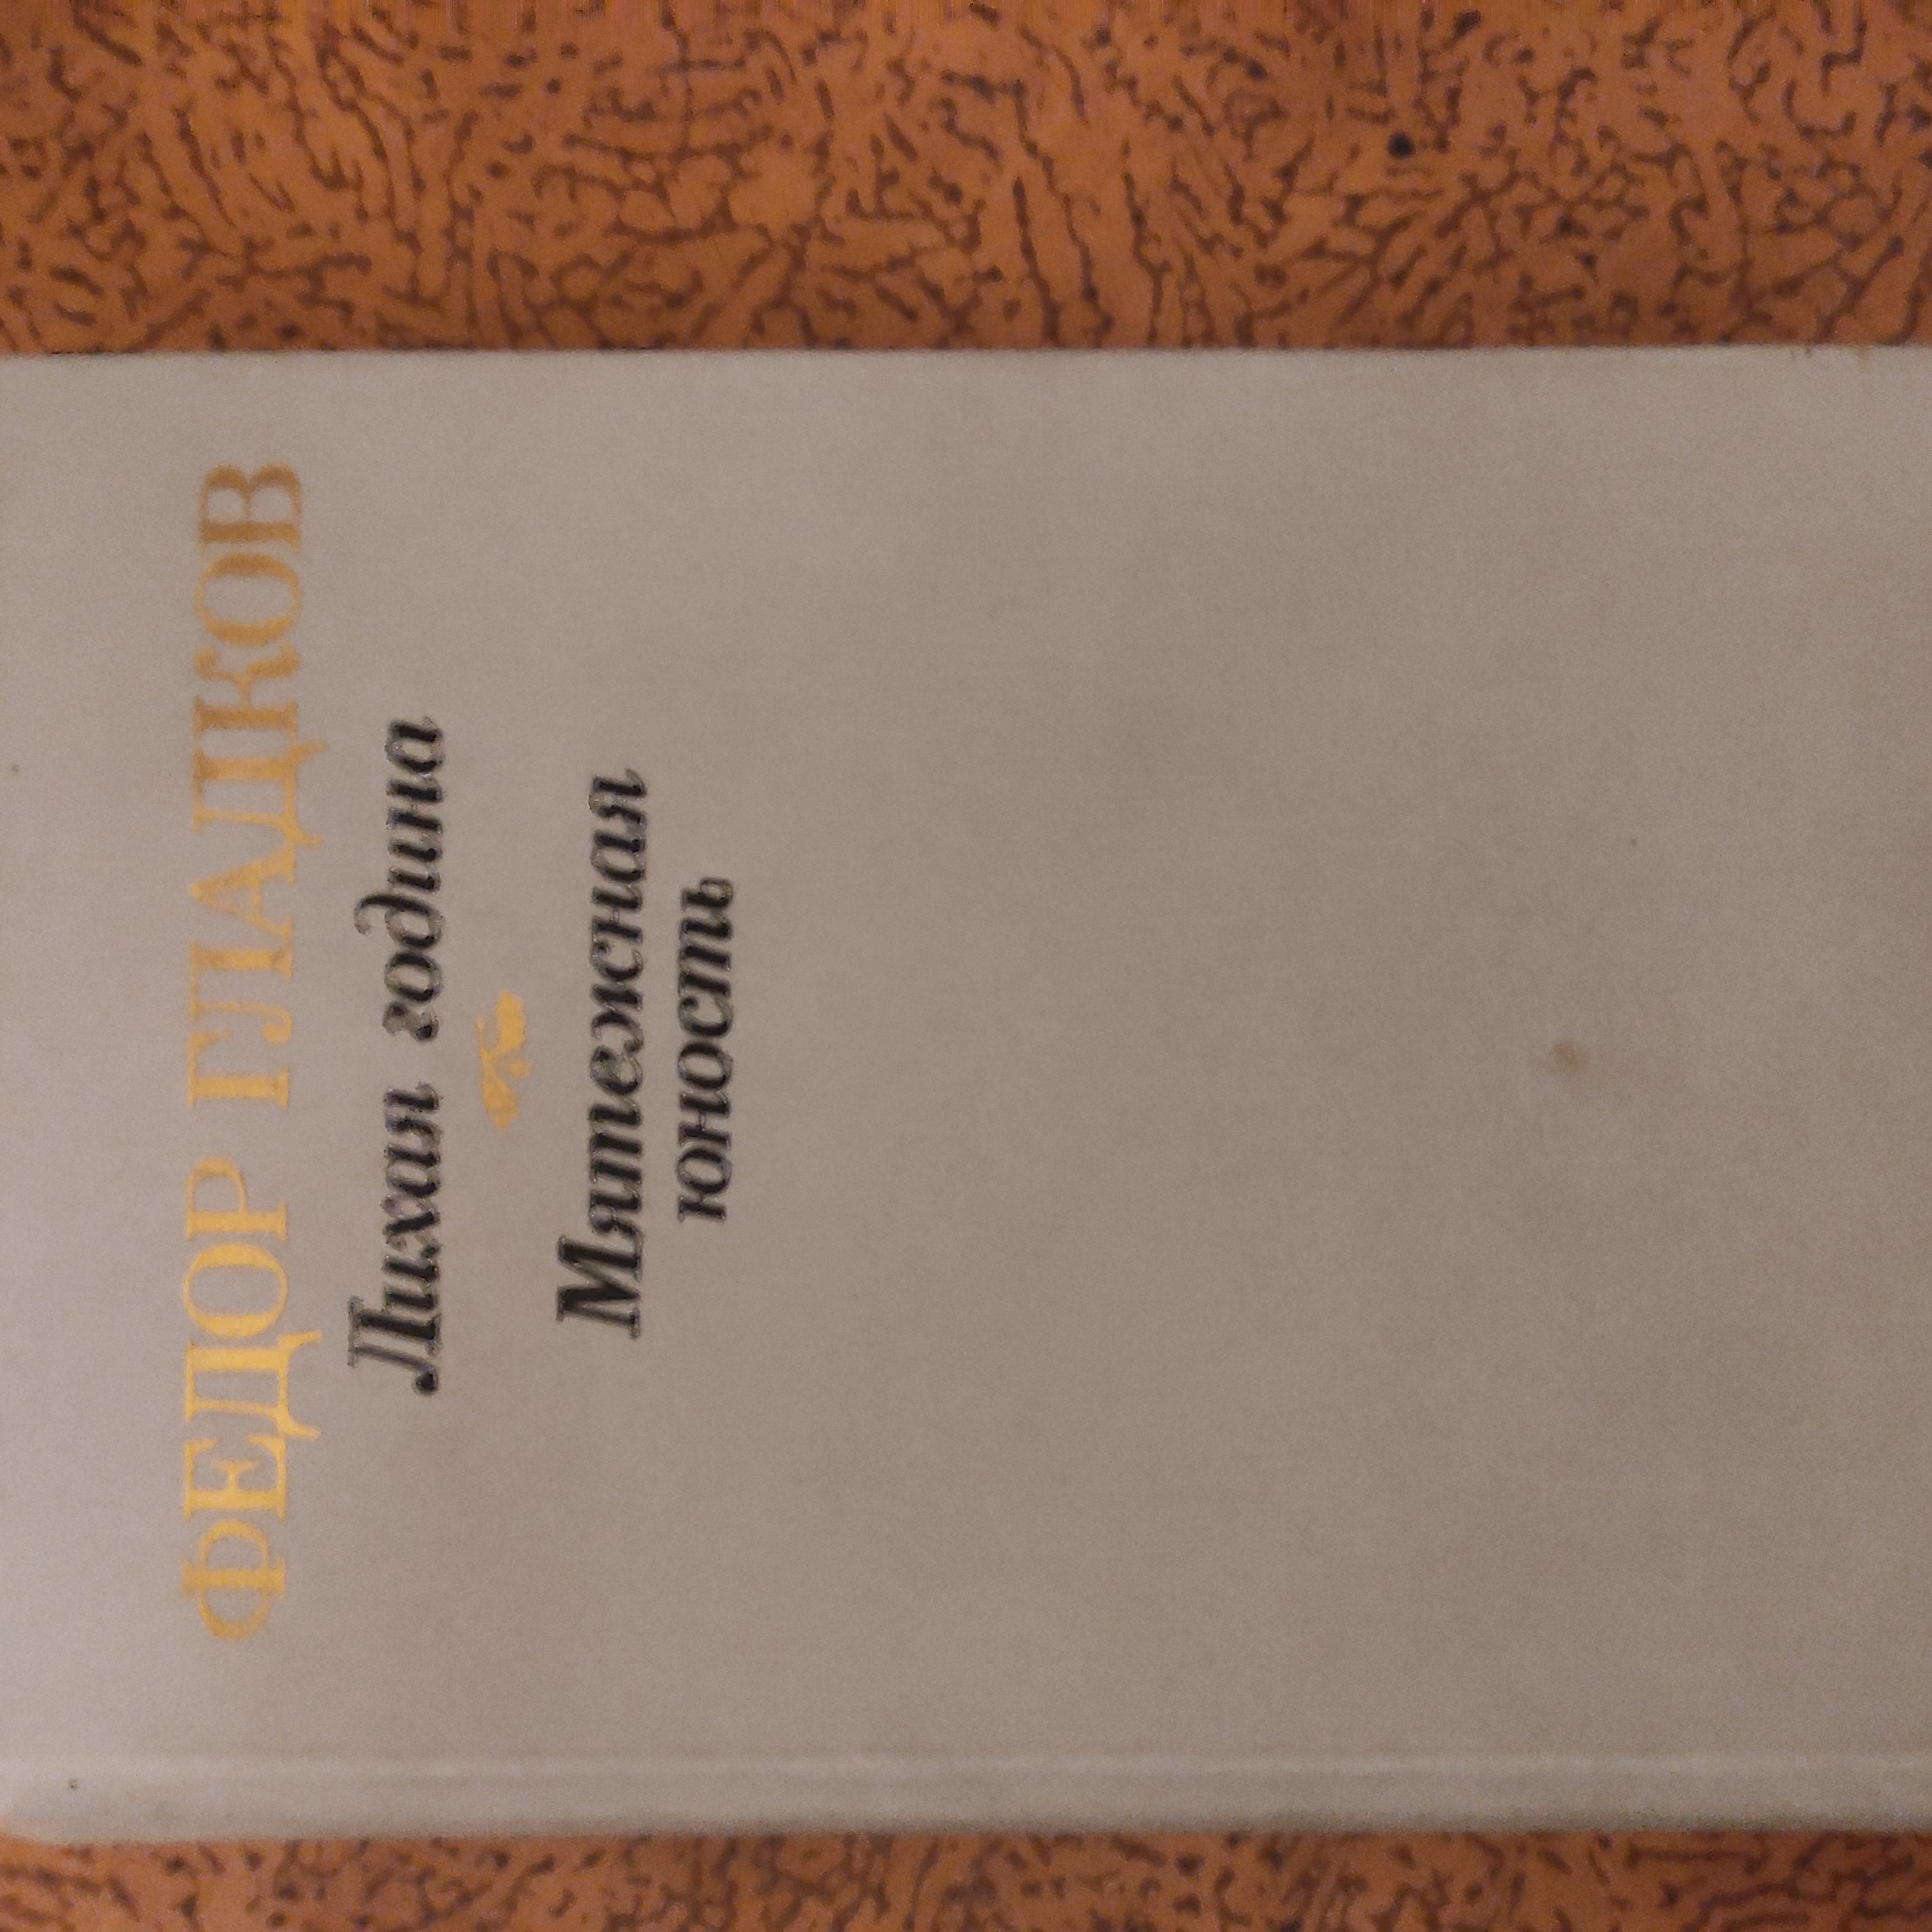 ФЕДОР ГЛАДКОВ
Лихая година
Мятежная
юность